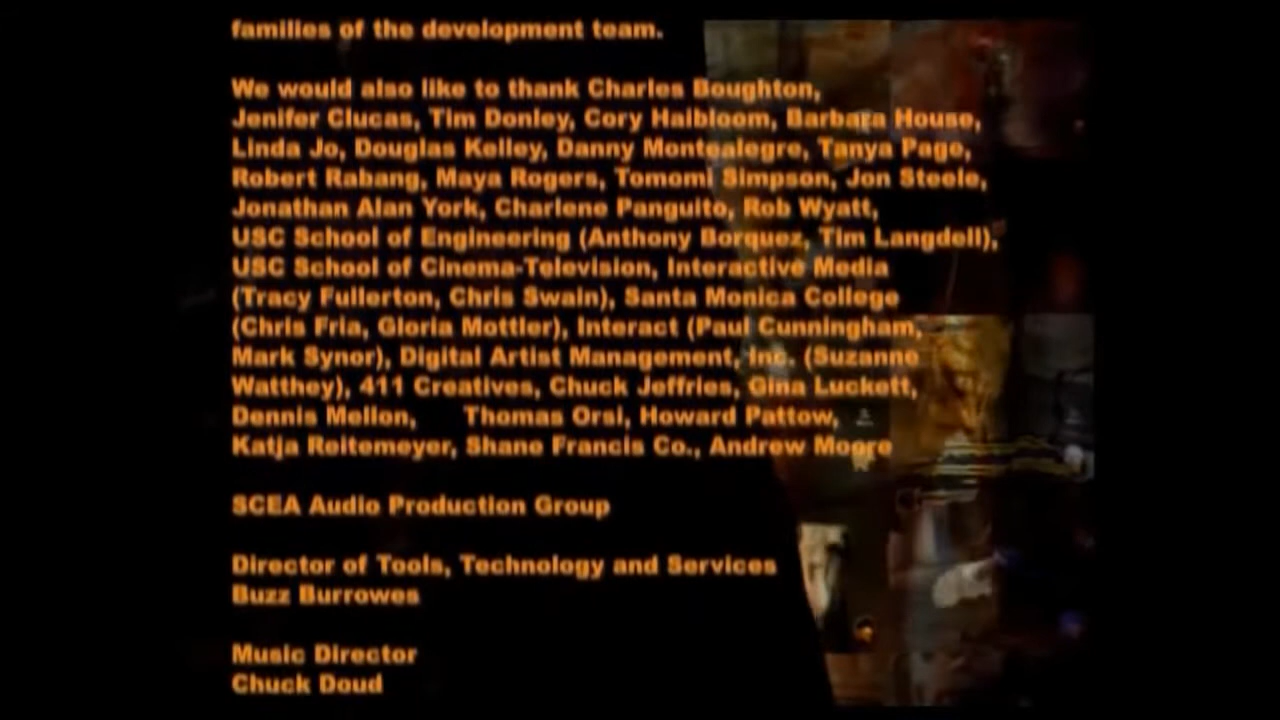 families of the development team.
We would also like to thank Charles Boughton,
Jenifer Clucas, Tim Donley, Cory Halbloom, Barbara House,
Linda Jo, Douglas Kelley, Danny Montealegre, Tanya Page,
Robert Rabang, Maya Rogers, Tomomi Simpson, Jon Steele,
Jonathan Alan York, Charlene Panguito, Rob Wyatt,
USC School of Engineering (Anthony Borquez, Tim Langdell),
USC School of Cinema-Television, Interactive Media
(Tracy Fullerton, Chris Swain), Santa Monica College
(Chris Fria, Gloria Mottler), Interact (Paul Cunningham,
Mark Synor), Digital Artist Management, Inc. (Suzanne
Watthey), 411 Creatives, Chuck Jeffries, Gina Luckett,
Dennis Mellon, Thomas Orsi, Howard Pattow,
Katja Reitemeyer, Shane Francis Co., Andrew Moore
SCEA Audio Production Group
Director of Tools, Technology and Services
Buzz Burrowes
Music Director
Chuck Doud